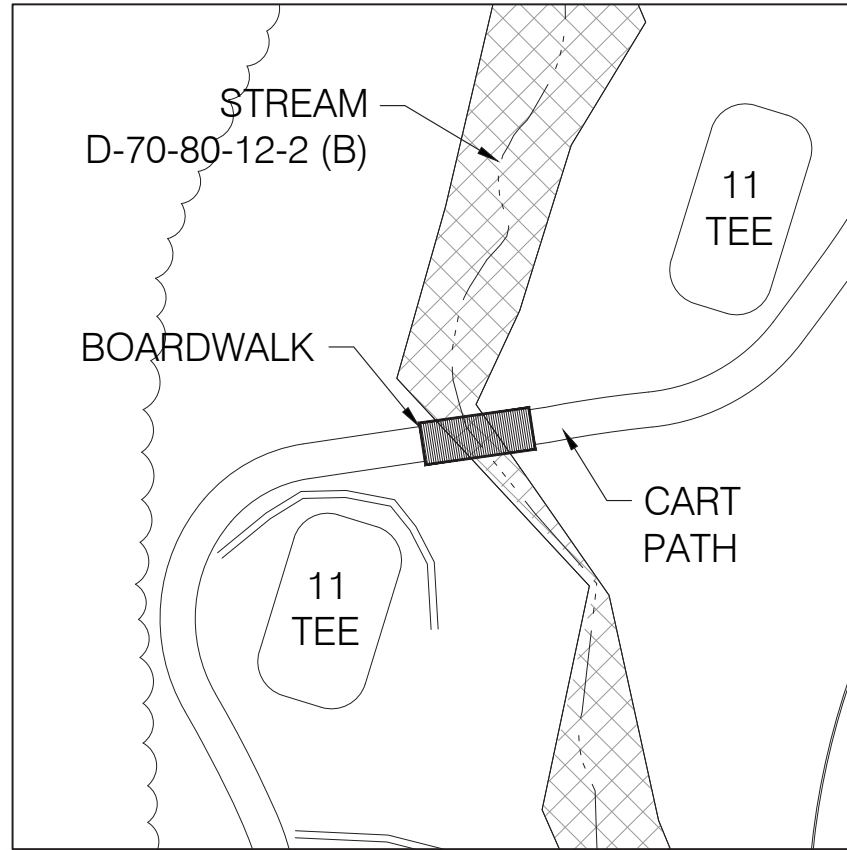 STREAM
D-70-80-12-2 (B)
11
TEE
BOARDWALK
CART
PATH
11
TEE